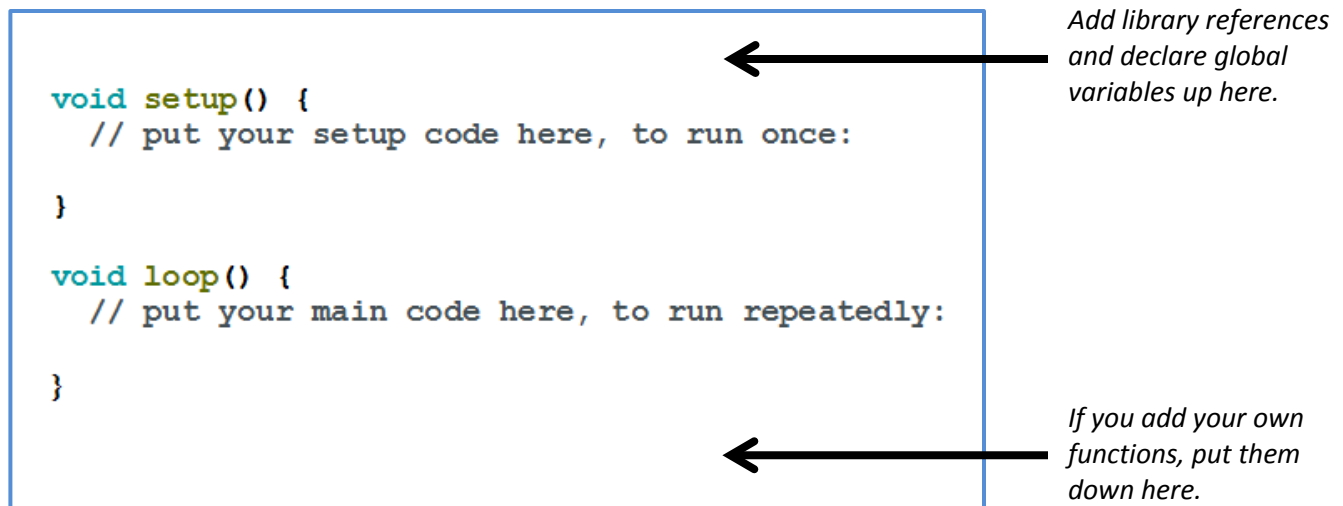 Add library references
and declare global
variables up here.
void setup() {
  // put your setup code here, to run once:
}
void loop() {
  // put your main code here, to run repeatedly:
}
If you add your own
functions, put them
down here.